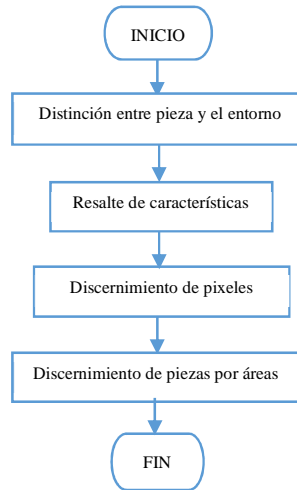 INICIO
Distinción entre pieza y el entorno
Resalte de características
Discernimiento de pixeles
Discernimiento de piezas por áreas
FIN